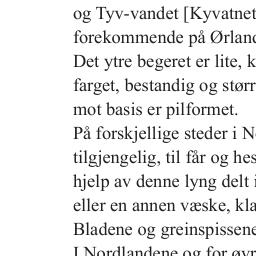 og Tyv-vandet [Kyvatnet
forekommende på Ørland
Det ytre begeret er lite, k
farget, bestandig og størr
mot basis er pilformet.
På forskjellige steder i N
tilgjengelig, til får og hes
hjelp av denne lyng delt i
eller en annen væske, kla
Bladene og greinspissene
I Nordlandene og for øvr